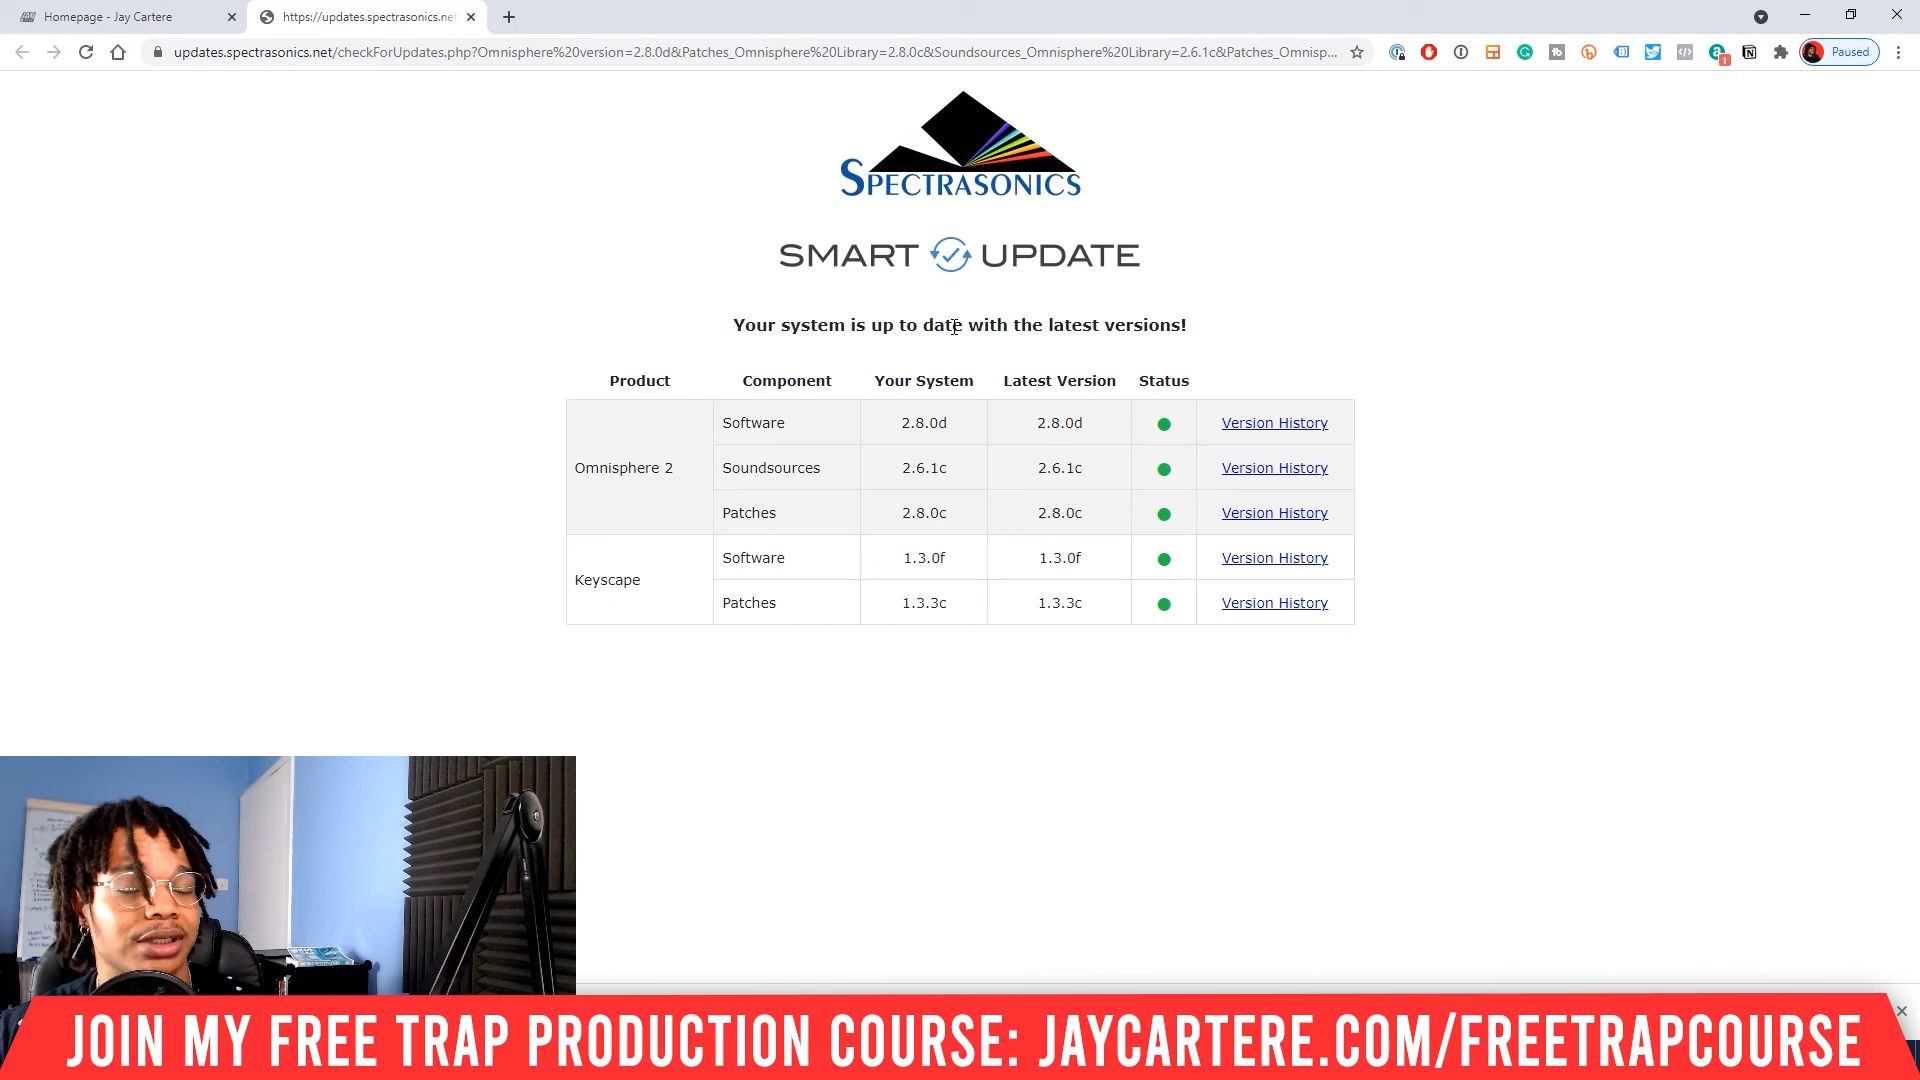 Homepage - Jay Cartere
https://updates.spectrasonics.net
updates.spectrasonics.net/checkForUpdates.php?Omnisphere%20version=2.8.0d&Patches_Omnisphere%20Library=2.8.0c&Soundsources_Omnisphere%20Library=2.6.1c&Patches_Omnisp...
1
Paused
SPECTRASONICS
SMART UPDATE
Your system is up to date with the latest versions!
Product Component Your System Latest Version Status
Omnisphere 2
Software 2.8.0d 2.8.0d Version History
Soundsources 2.6.1c 2.6.1c Version History
Patches 2.8.0c 2.8.0c Version History
Keyscape
Software 1.3.0f 1.3.0f Version History
Patches 1.3.3c 1.3.3c Version History
JOIN MY FREE TRAP PRODUCTION COURSE: JAYCARTERE.COM/FREETRAPCOURSE